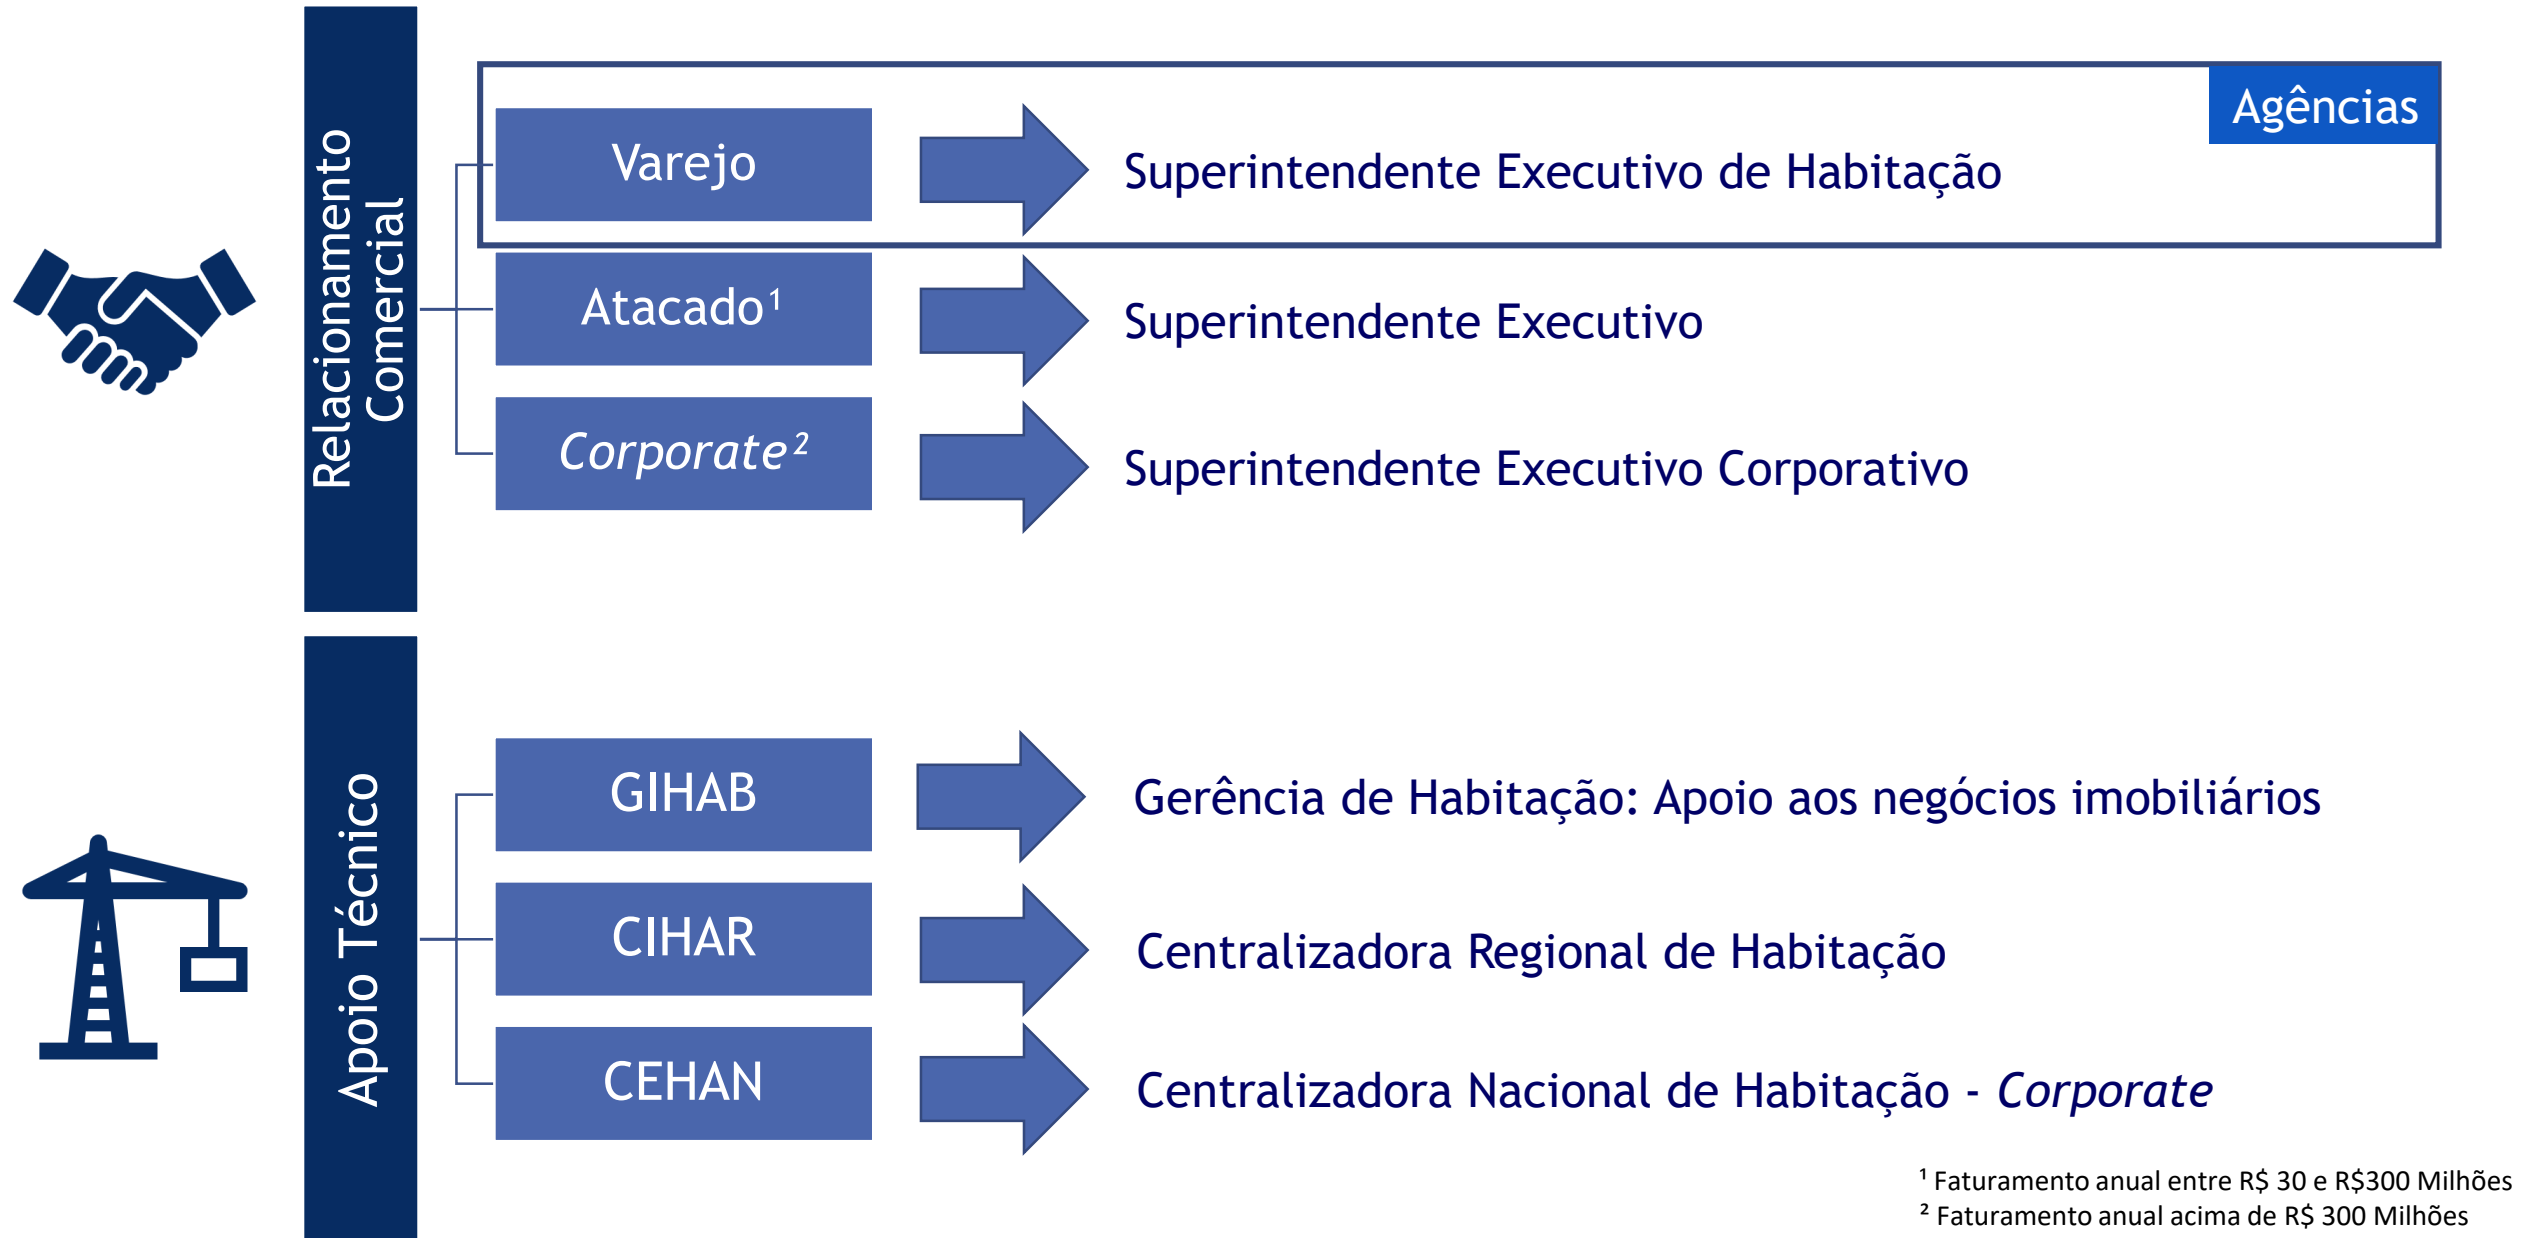 Relacionamento
Comercial
Agências
Varejo
Superintendente Executivo de Habitação
Atacado¹
Superintendente Executivo
Corporate²
Superintendente Executivo Corporativo
Apoio Técnico
GIHAB
Gerência de Habitação: Apoio aos negócios imobiliários
CIHAR
Centralizadora Regional de Habitação
CEHAN
Centralizadora Nacional de Habitação - Corporate
¹ Faturamento anual entre R$ 30 e R$300 Milhões
² Faturamento anual acima de R$ 300 Milhões